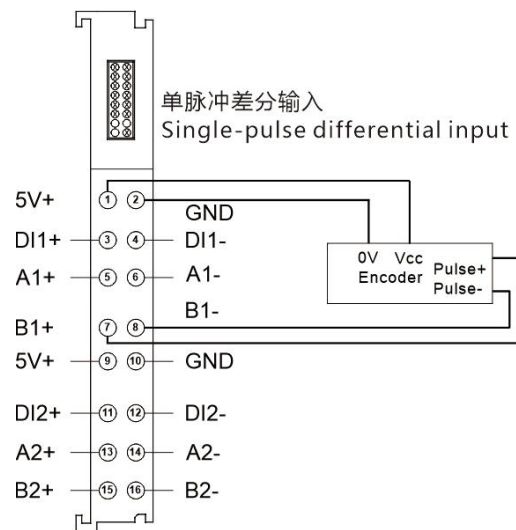 单脉冲差分输入
Single-pulse differential input
5V+ ① ② GND
DI1+ ③ ④ DI1-
A1+ ⑤ ⑥ A1-
B1+ ⑦ ⑧ B1-
5V+ ⑨ ⑩ GND
DI2+ ⑪ ⑫ DI2-
A2+ ⑬ ⑭ A2-
B2+ ⑮ ⑯ B2-
0V Vcc
Encoder
Pulse+
Pulse-